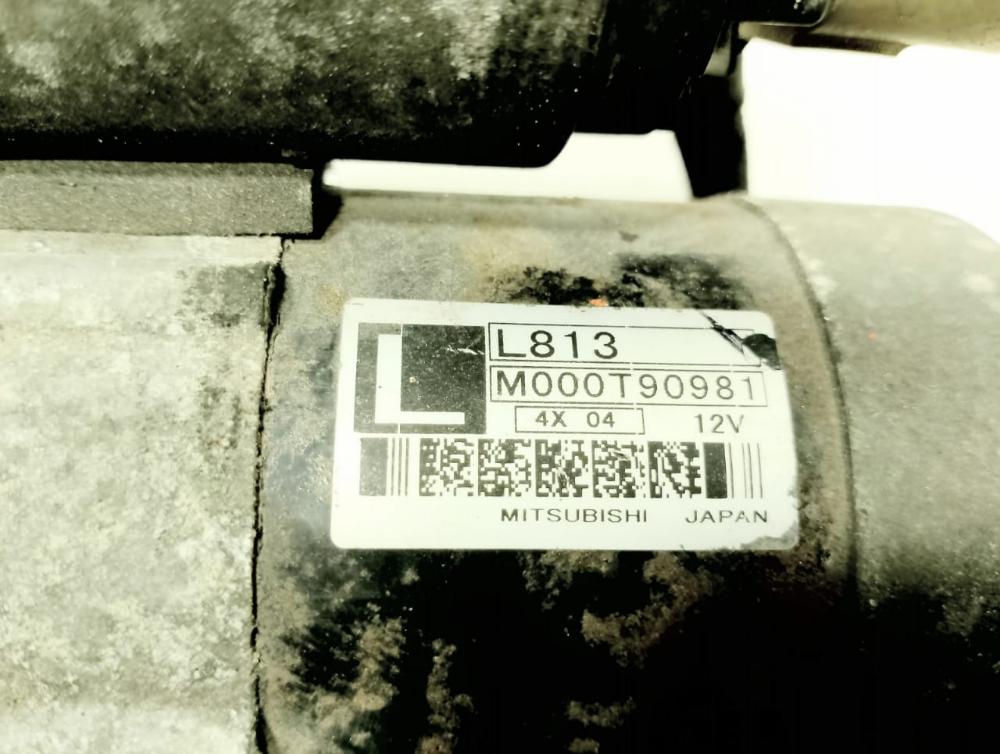 L
L813
M000T90981
4X 04 12V
MITSUBISHI JAPAN